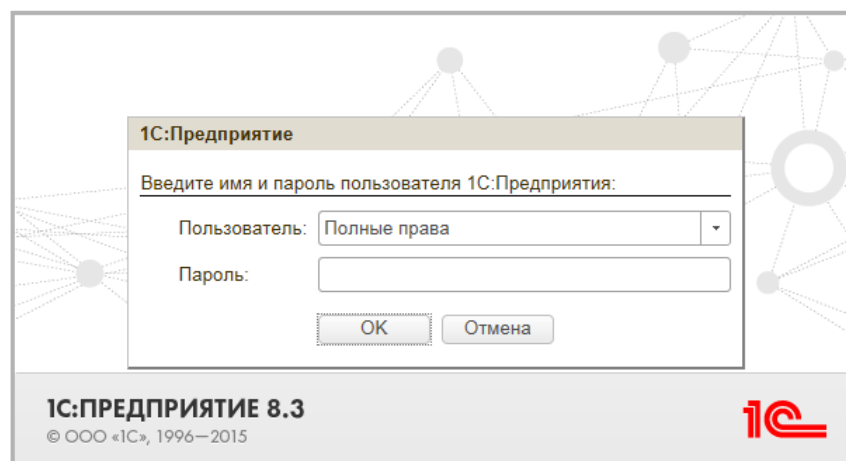 1С:Предприятие
Введите имя и пароль пользователя 1С:Предприятия:
Пользователь: Полные права
Пароль:
OK Отмена
1С:ПРЕДПРИЯТИЕ 8.3
© ООО «1С», 1996—2015
1С